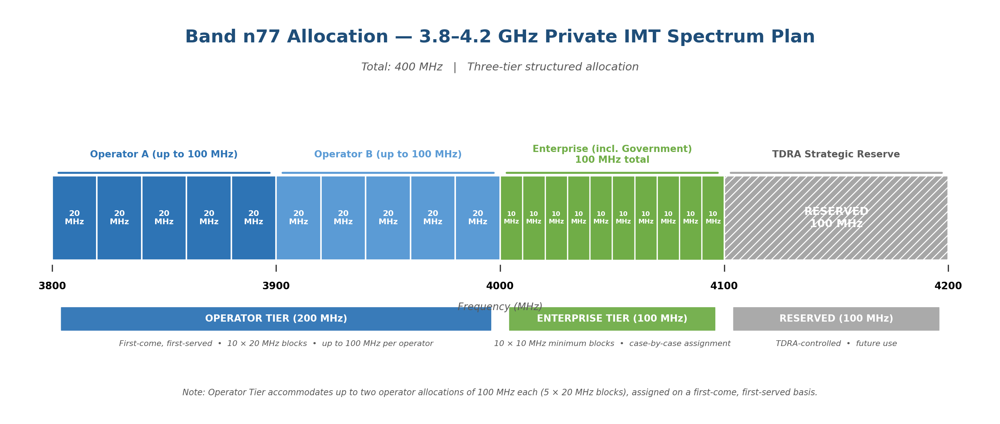 Band n77 Allocation — 3.8–4.2 GHz Private IMT Spectrum Plan
Total: 400 MHz | Three-tier structured allocation
Operator A (up to 100 MHz)
Operator B (up to 100 MHz)
Enterprise (incl. Government)
100 MHz total
TDRA Strategic Reserve
20
MHz
20
MHz
20
MHz
20
MHz
20
MHz
20
MHz
20
MHz
20
MHz
20
MHz
20
MHz
10
MHz
10
MHz
10
MHz
10
MHz
10
MHz
10
MHz
10
MHz
10
MHz
10
MHz
10
MHz
RESERVED
100 MHz
3800
3900
4000
4100
4200
Frequency (MHz)
OPERATOR TIER (200 MHz)
ENTERPRISE TIER (100 MHz)
RESERVED (100 MHz)
First-come, first-served • 10 × 20 MHz blocks • up to 100 MHz per operator
10 × 10 MHz minimum blocks • case-by-case assignment
TDRA-controlled • future use
Note: Operator Tier accommodates up to two operator allocations of 100 MHz each (5 × 20 MHz blocks), assigned on a first-come, first-served basis.